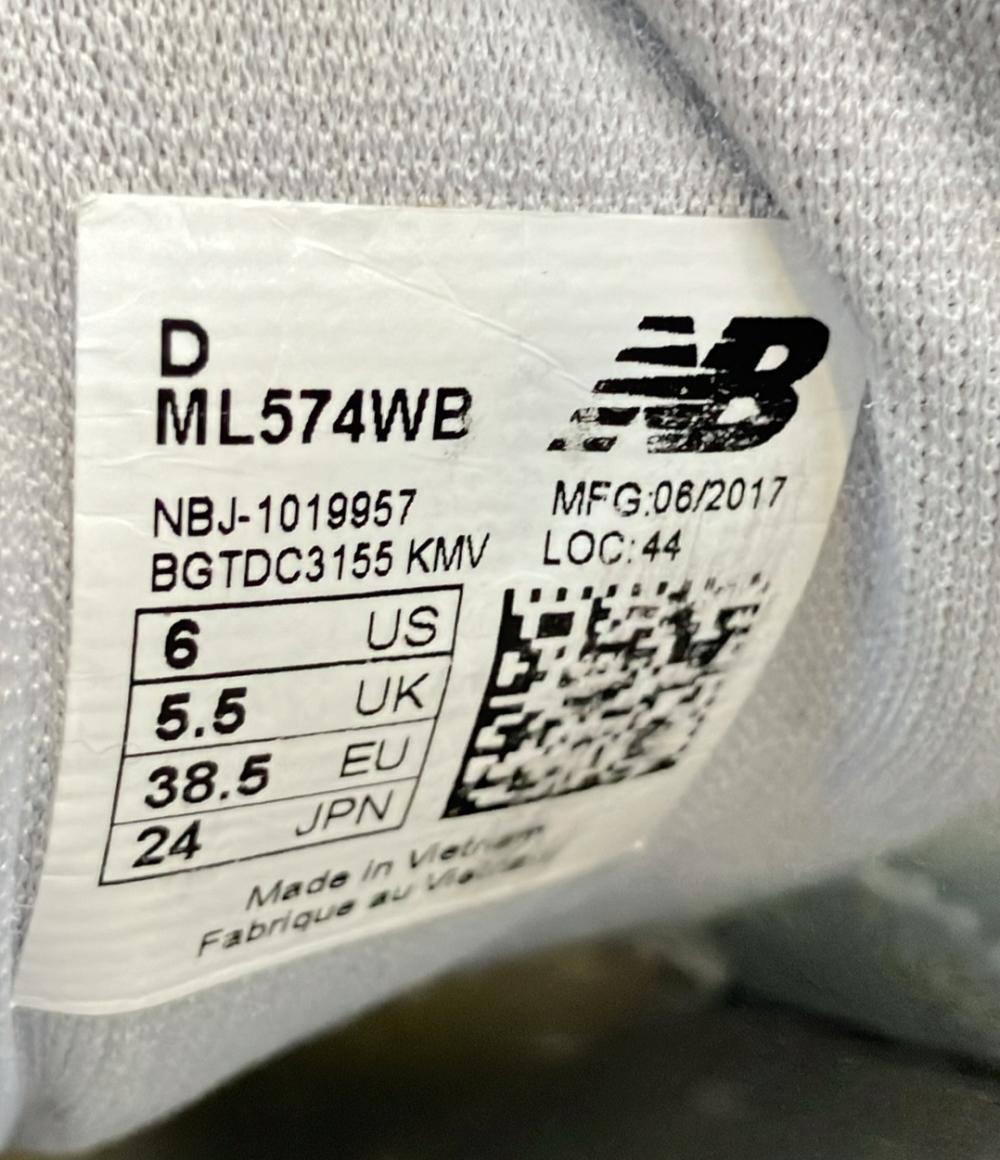 D
ML574WB
NB
NBJ-1019957
MFG:06/2017
BGTDC3155 KMV
LOC:44
6 US
5.5 UK
38.5 EU
24 JPN
Made in Vietnam
Fabrique au